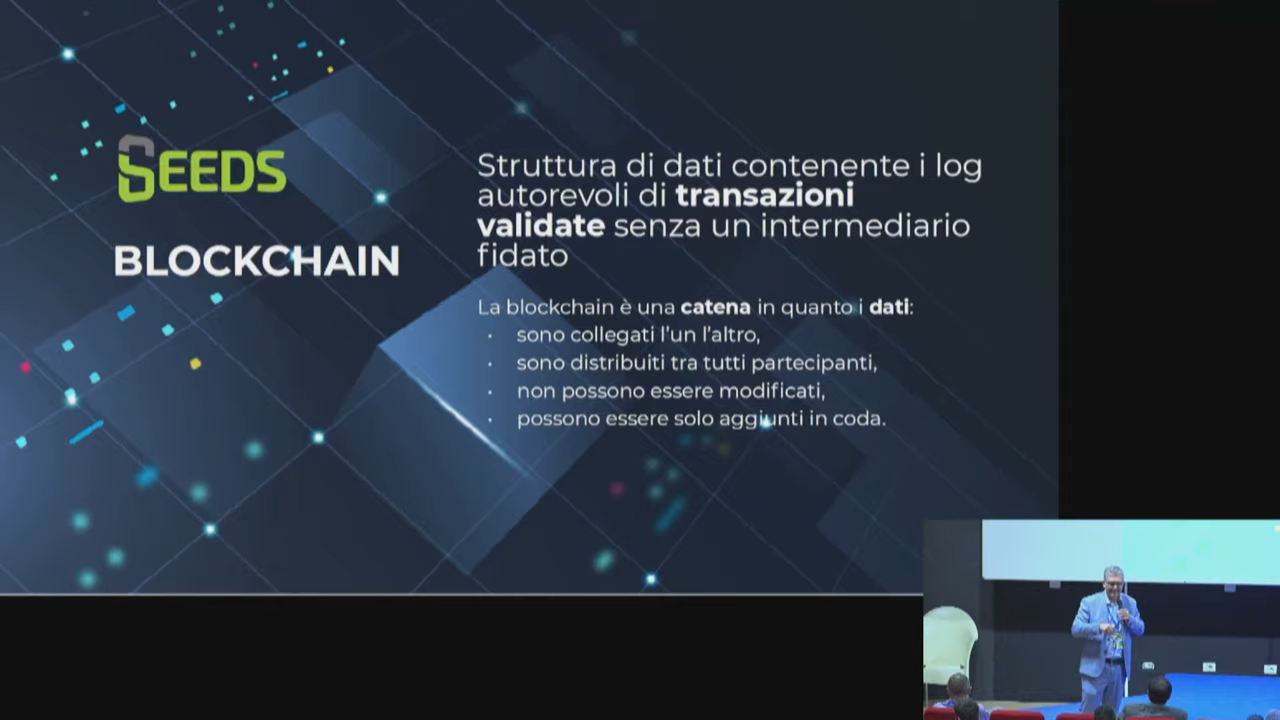 SEEDS
BLOCKCHAIN
Struttura di dati contenente i log
autorevoli di transazioni
validate senza un intermediario
fidato
La blockchain è una catena in quanto i dati:
• sono collegati l'un l'altro,
• sono distribuiti tra tutti partecipanti,
• non possono essere modificati,
• possono essere solo aggiunti in coda.